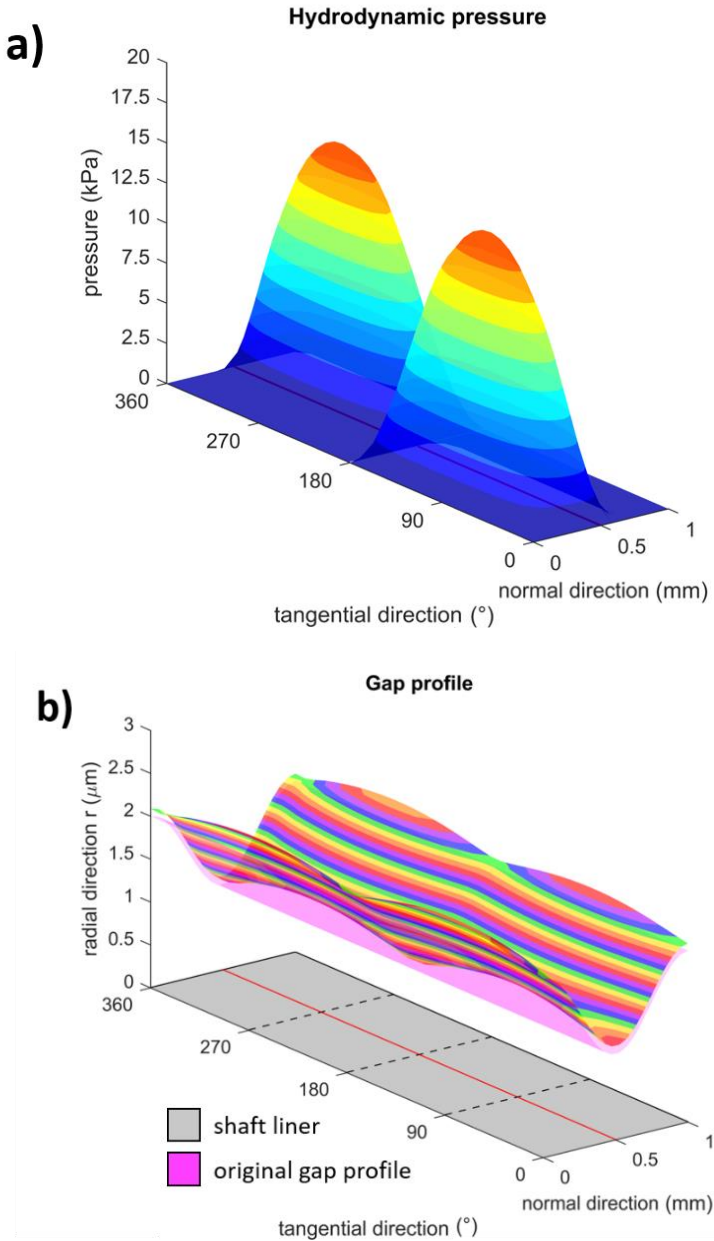 a)
Hydrodynamic pressure
20
17.5
15
12.5
10
7.5
5
2.5
0
pressure (kPa)
360
270
180
90
0
0
0.5
1
normal direction (mm)
tangential direction (°)
b)
Gap profile
3
2.5
2
1.5
1
0.5
0
radial direction r (μm)
360
270
180
90
0
0
0.5
1
shaft liner
original gap profile
normal direction (mm)
tangential direction (°)